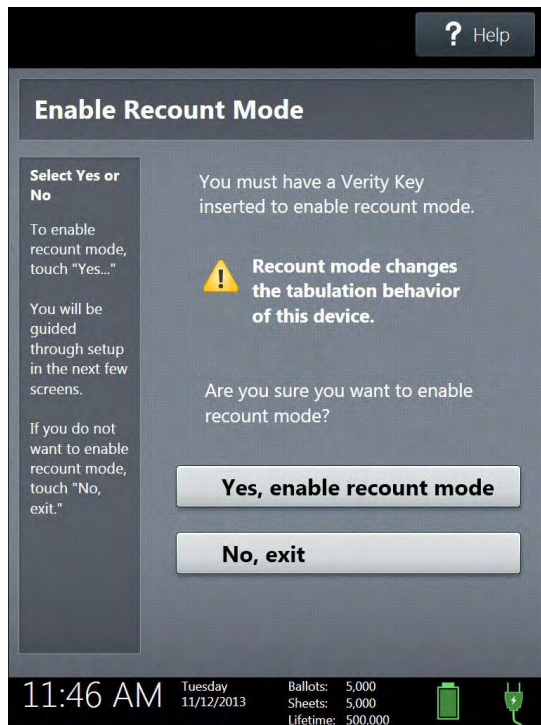 ? Help
Enable Recount Mode
Select Yes or
No
To enable
recount mode,
touch "Yes..."
You will be
guided
through setup
in the next few
screens.
If you do not
want to enable
recount mode,
touch "No,
exit."
You must have a Verity Key
inserted to enable recount mode.
Recount mode changes
the tabulation behavior
of this device.
Are you sure you want to enable
recount mode?
Yes, enable recount mode
No, exit
11:46 AM
Tuesday
11/12/2013
Ballots: 5,000
Sheets: 5,000
Lifetime: 500,000